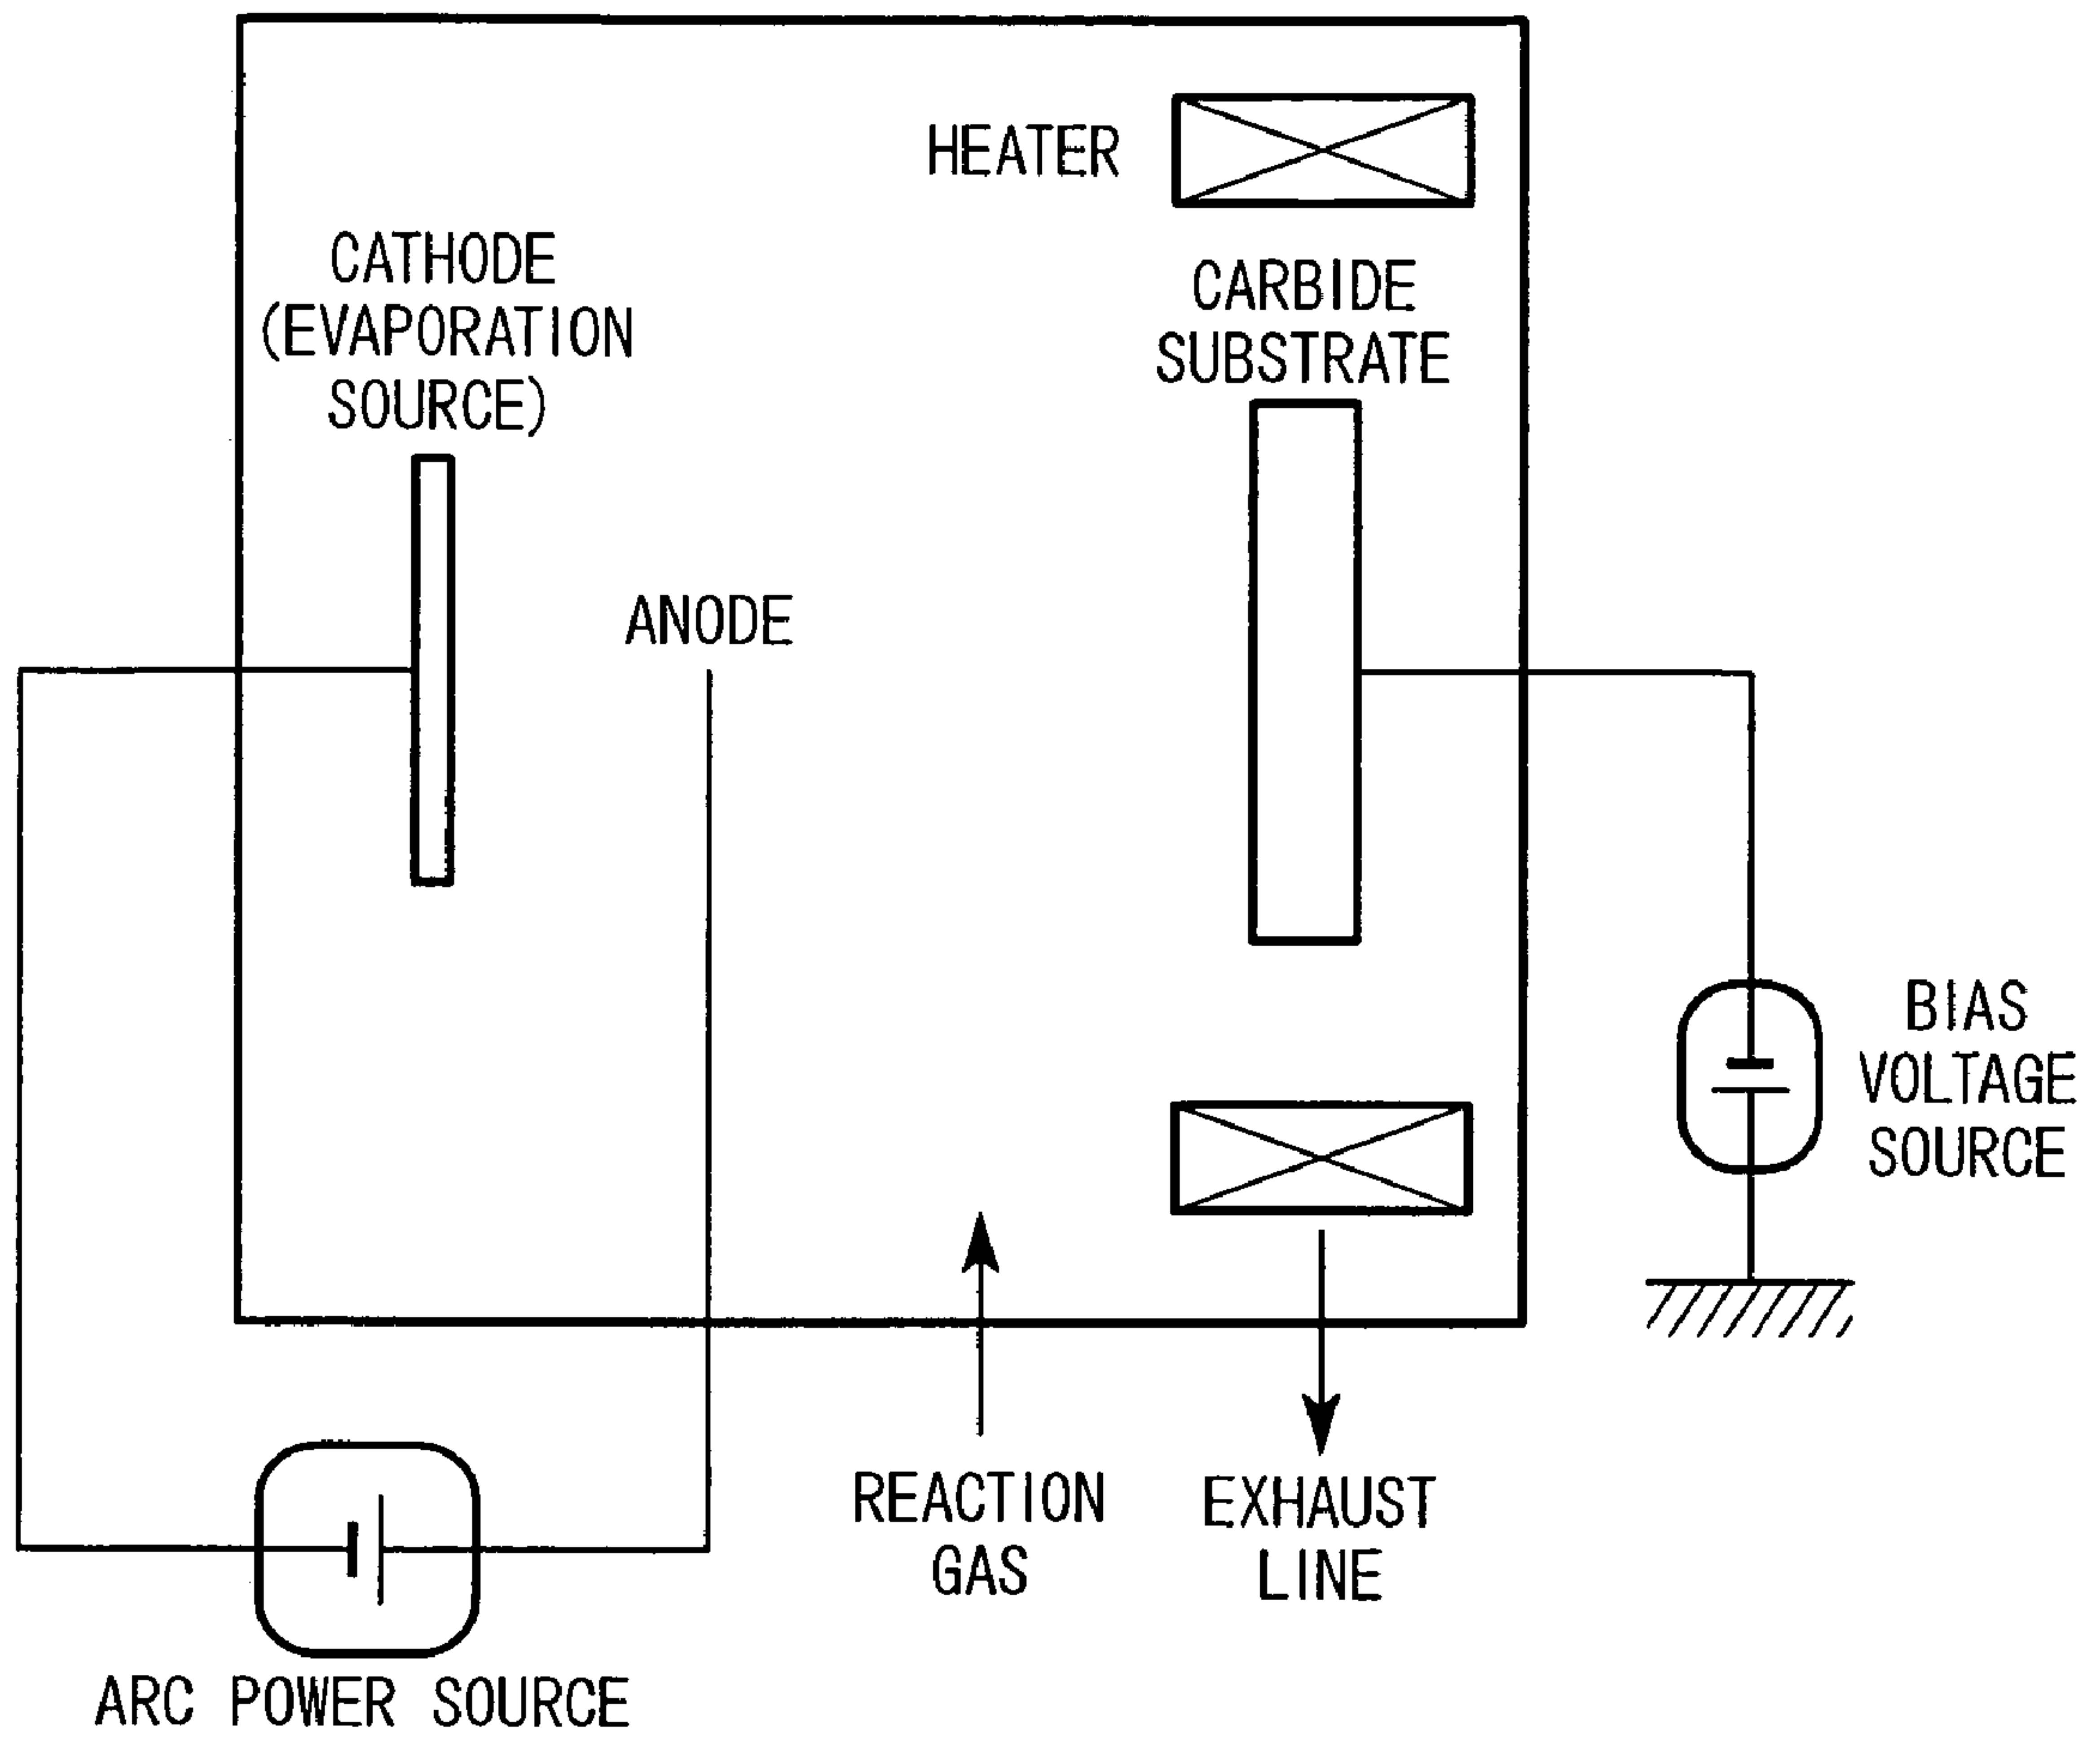 HEATER
CATHODE
(EVAPORATION
SOURCE)
CARBIDE
SUBSTRATE
ANODE
BIAS
VOLTAGE
SOURCE
REACTION
GAS
EXHAUST
LINE
ARC POWER SOURCE